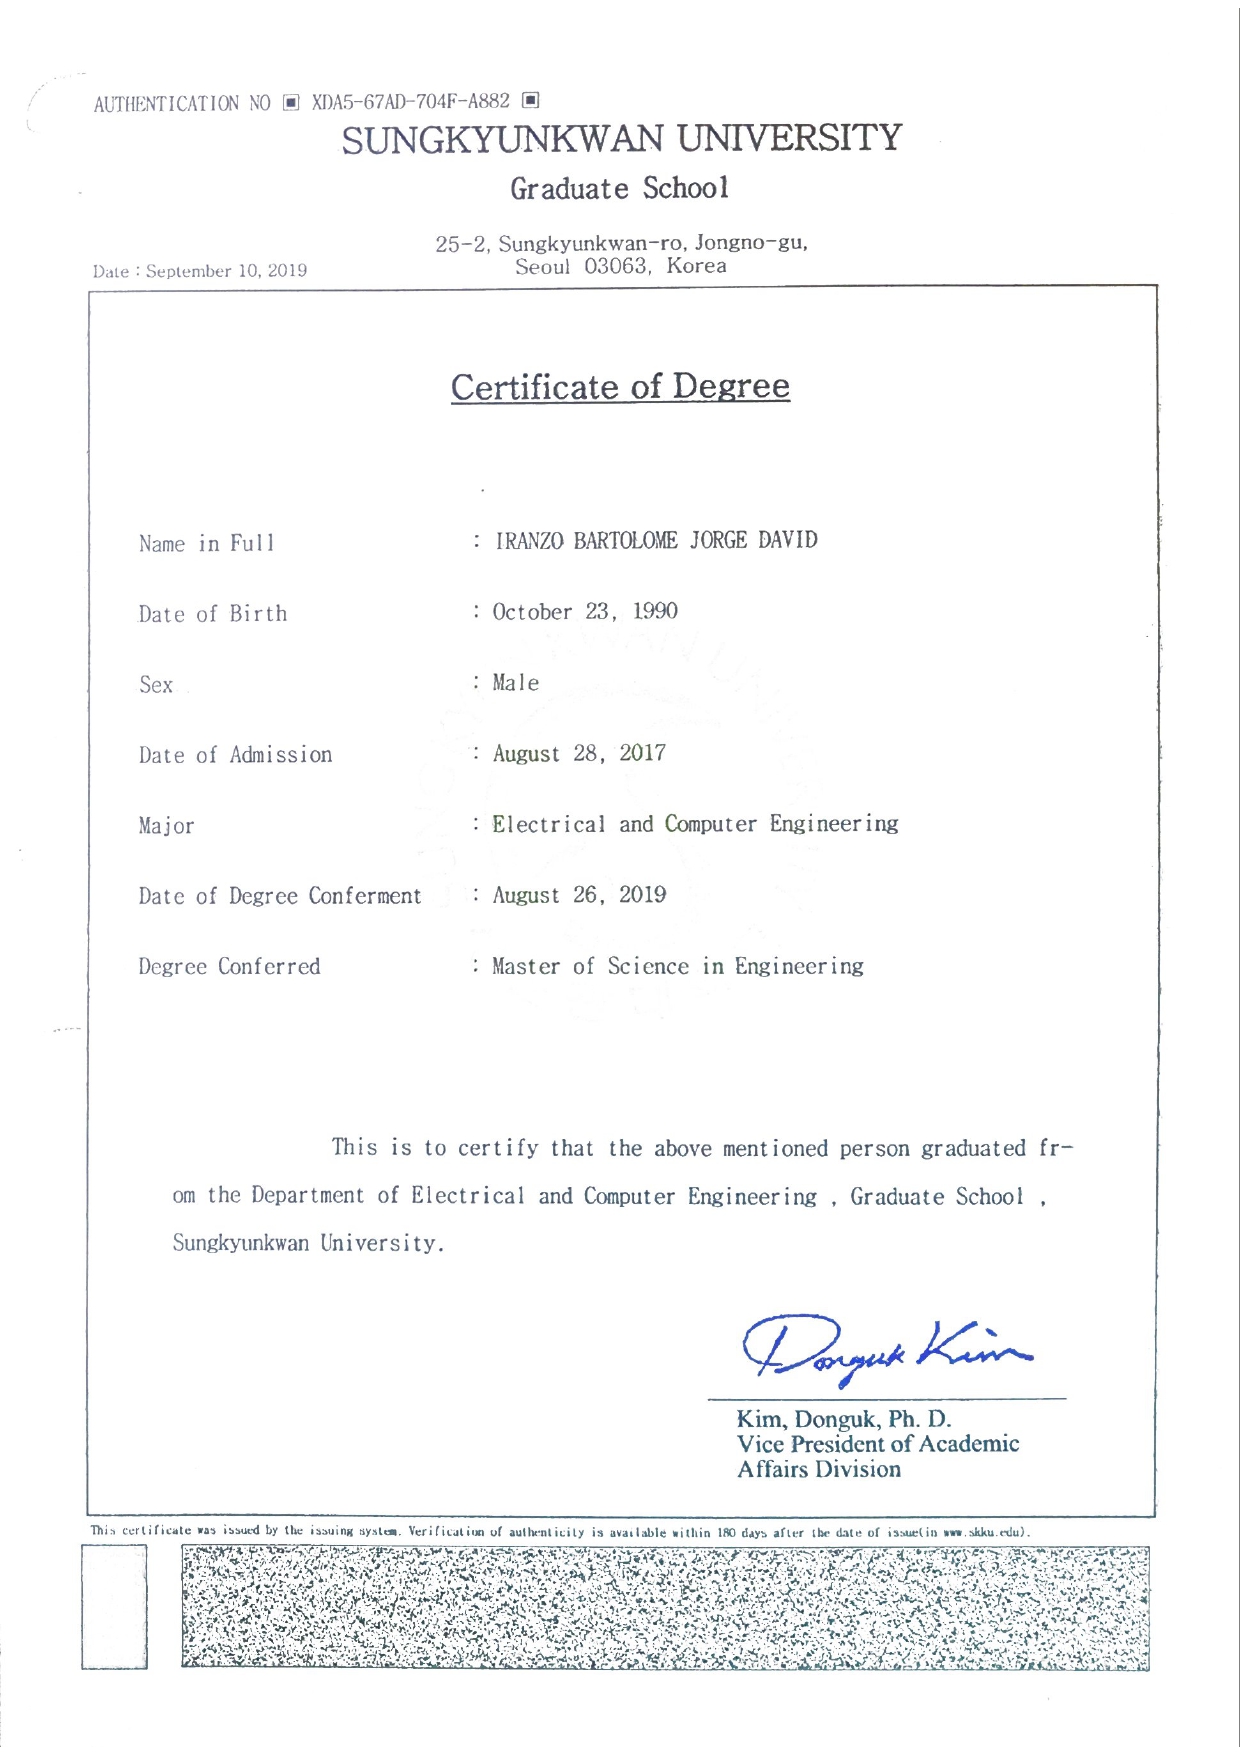 AUTHENTICATION NO ▣ XDA5-67AD-704F-A882 ▣
SUNGKYUNKWAN UNIVERSITY
Graduate School
25-2, Sungkyunkwan-ro, Jongno-gu,
Seoul 03063, Korea
Date : September 10, 2019
Certificate of Degree
Name in Full : IRANZO BARTOLOME JORGE DAVID
Date of Birth : October 23, 1990
Sex : Male
Date of Admission : August 28, 2017
Major : Electrical and Computer Engineering
Date of Degree Conferment : August 26, 2019
Degree Conferred : Master of Science in Engineering
This is to certify that the above mentioned person graduated fr-
om the Department of Electrical and Computer Engineering , Graduate School ,
Sungkyunkwan University.
Donguk Kim
Kim, Donguk, Ph. D.
Vice President of Academic
Affairs Division
This certificate was issued by the issuing system. Verification of authenticity is available within 180 days after the date of issue(in www.skku.edu).